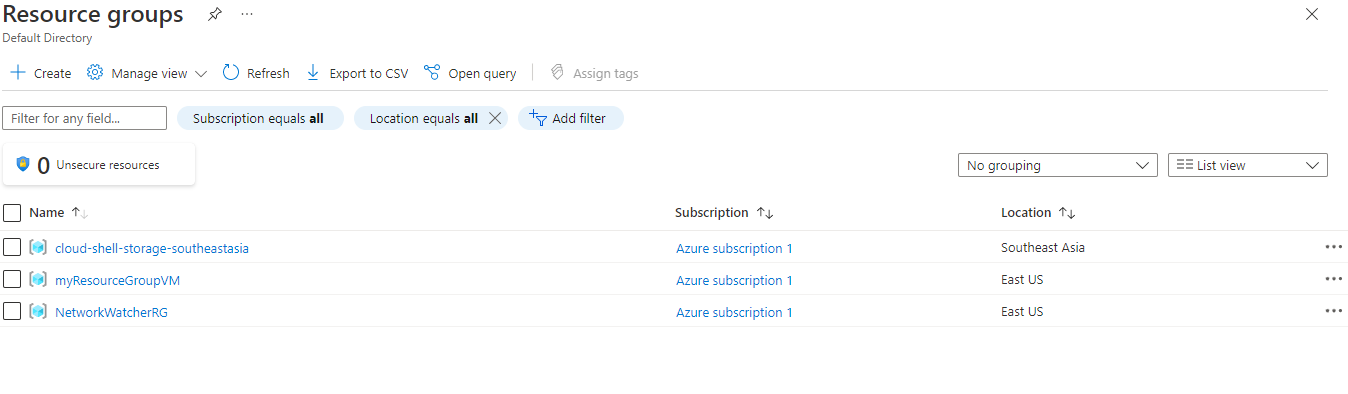 Resource groups
Default Directory
Create Manage view Refresh Export to CSV Open query Assign tags
Filter for any field... Subscription equals all Location equals all Add filter
0 Unsecure resources
No grouping List view
Name Subscription Location
cloud-shell-storage-southeastasia Azure subscription 1 Southeast Asia
myResourceGroupVM Azure subscription 1 East US
NetworkWatcherRG Azure subscription 1 East US